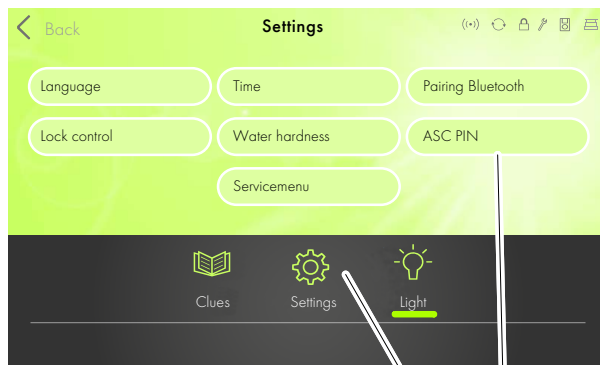 Back Settings
Language Time Pairing Bluetooth
Lock control Water hardness ASC PIN
Servicemenu
Clues Settings Light